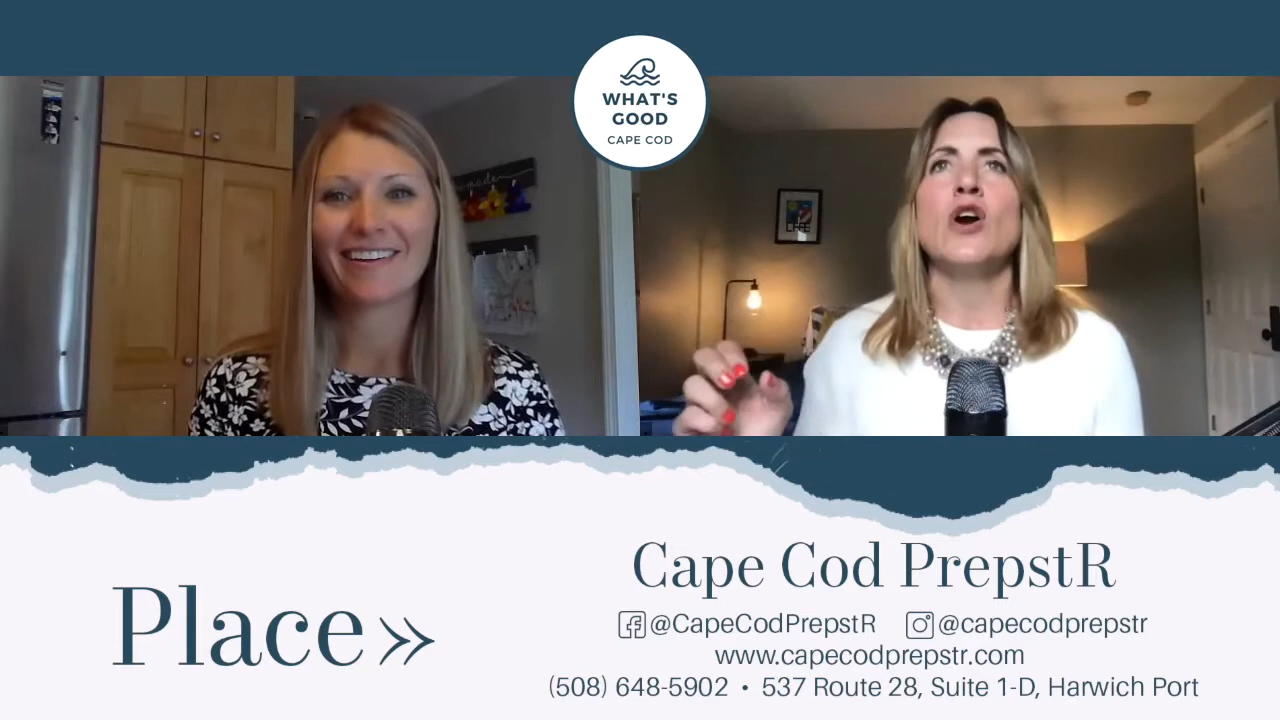 WHAT'S
GOOD
CAPE COD
made
Cape Cod PrepstR
Place»
@CapeCodPrepstR @capecodprepstr
www.capecodprepstr.com
(508) 648-5902 • 537 Route 28, Suite 1-D, Harwich Port